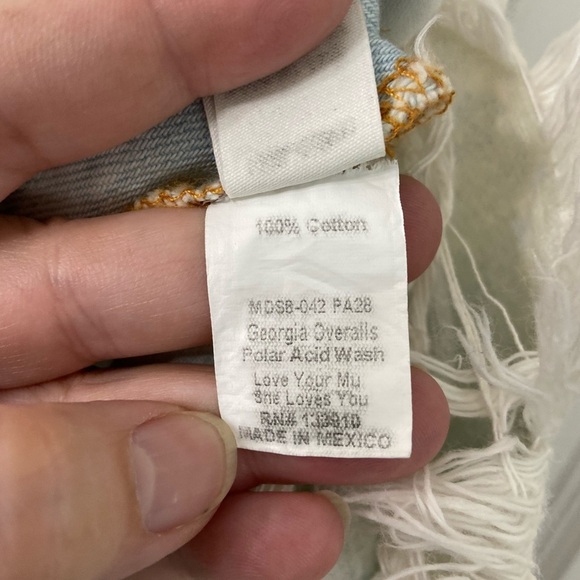 100% Cotton
MDS8-042 PA28
Georgia Overalls
Polar Acid Wash
Love Your Mu
She Loves You
RN# 133910
MADE IN MEXICO